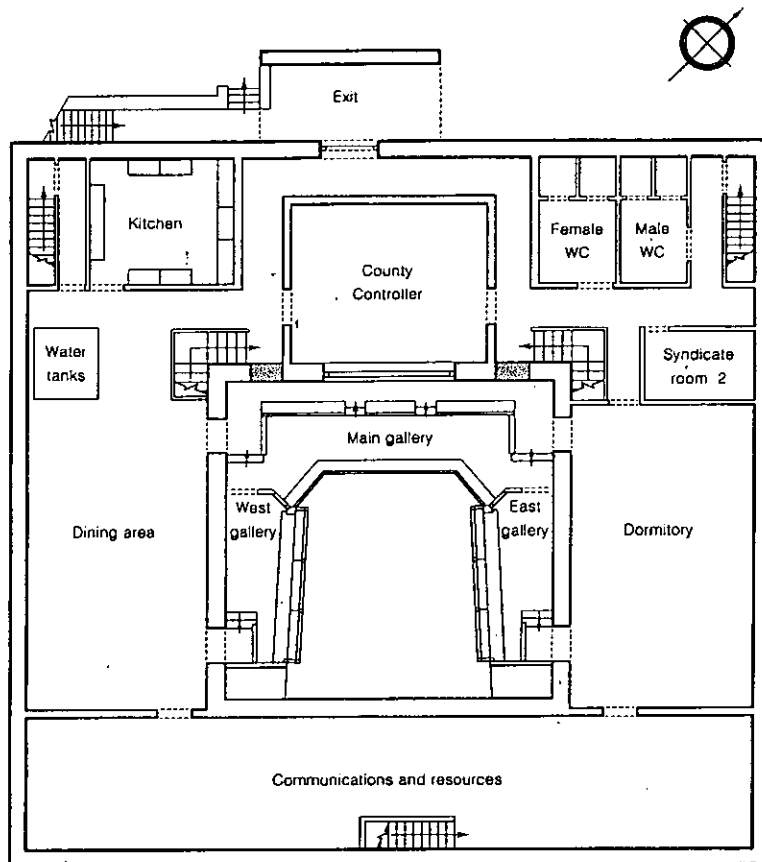 Exit
Kitchen
Female
WC
Male
WC
County
Controller
Water
tanks
Syndicate
room 2
Main gallery
West
gallery
East
gallery
Dining area
Dormitory
Communications and resources